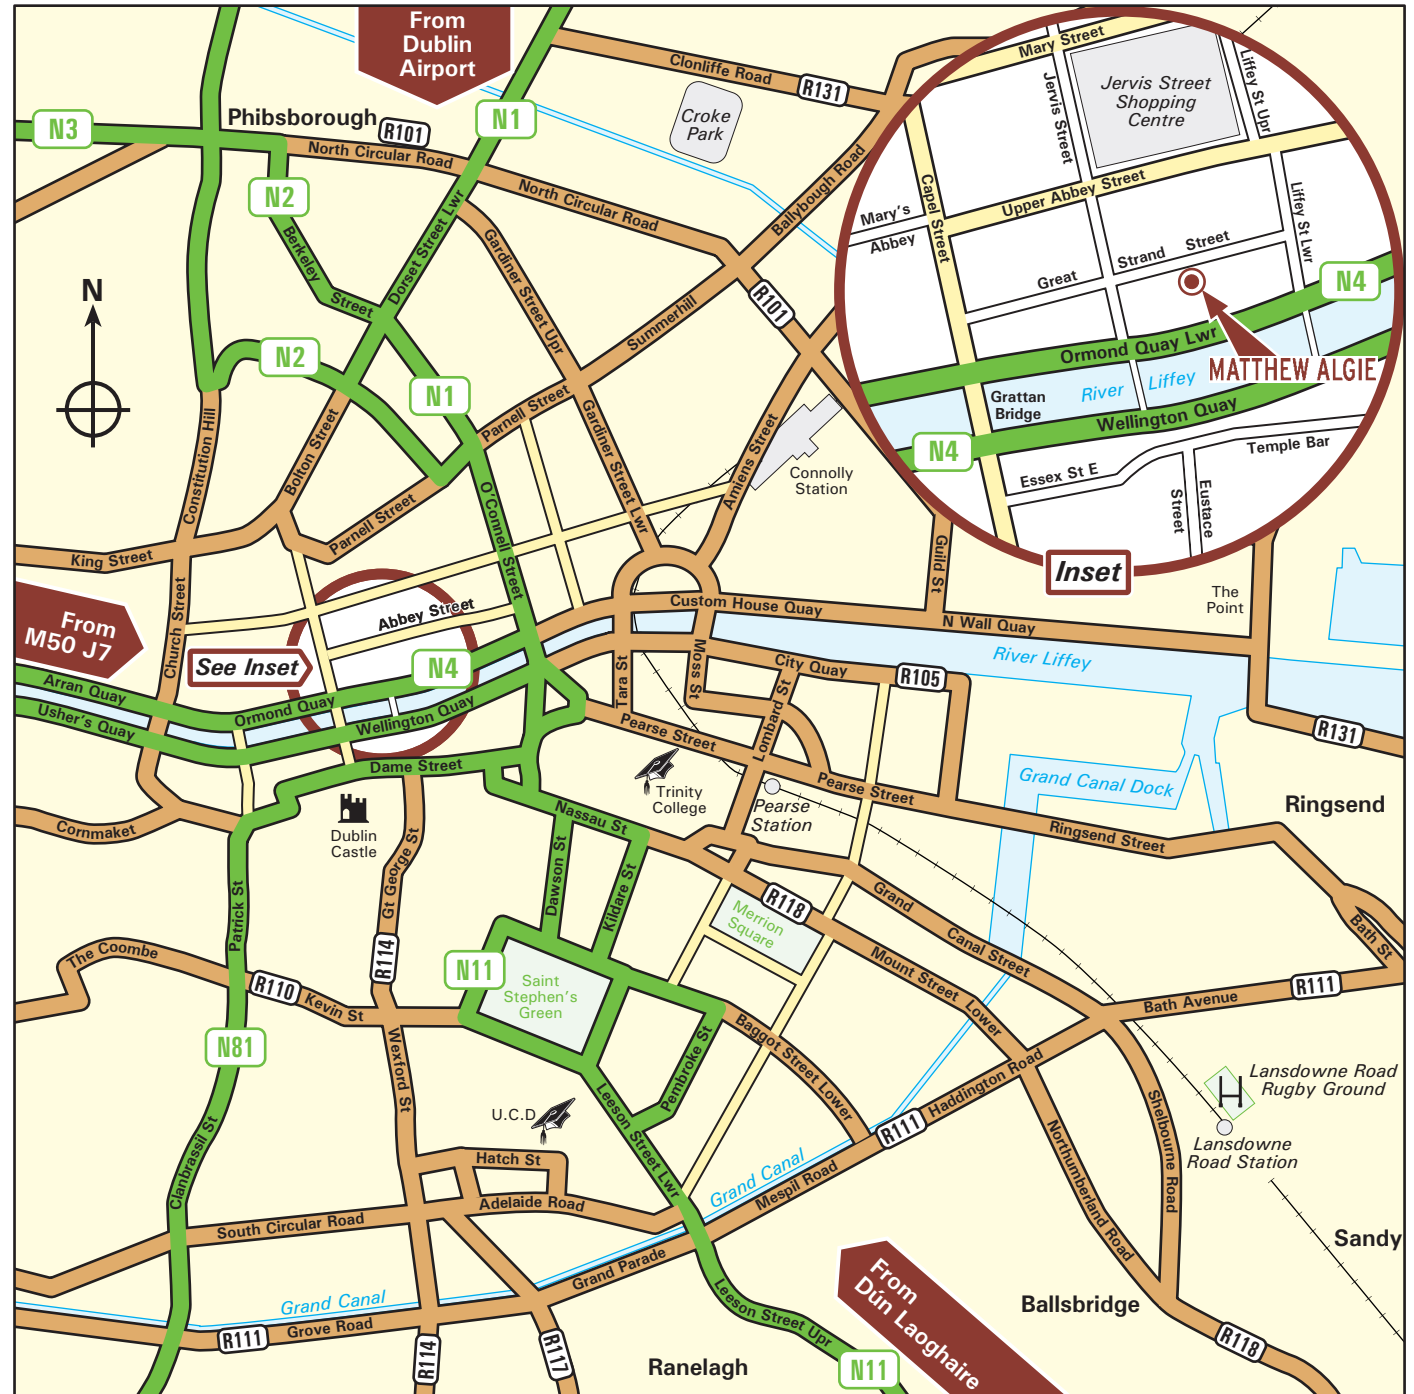 From
Dublin
Airport
Clonliffe Road
R131
Croke
Park
N3
Phibsborough
R101
N1
North Circular Road
North Circular Road
N2
Berkeley
Street
Dorset Street Lwr
Ballybough Road
Gardiner Street Upr
R101
Summerhill
N
N2
N1
Parnell Street
Constitution Hill
Bolton Street
Gardiner Street Lwr
Amiens Street
Connolly
Station
O'Connell Street
Parnell Street
King Street
Church Street
Guild St
Mary Street
Jervis Street
Jervis Street
Shopping
Centre
Liffey St Upr
Capel Street
Upper Abbey Street
Mary's
Abbey
Liffey St Lwr
Great
Strand
Street
N4
Ormond Quay Lwr
MATTHEW ALGIE
Grattan
Bridge
River
Liffey
Wellington Quay
N4
Temple Bar
Essex St E
Eustace
Street
Inset
The
Point
From
M50 J7
Abbey Street
See Inset
N4
Custom House Quay
N Wall Quay
River Liffey
Arran Quay
Usher's Quay
Ormond Quay
Wellington Quay
Tara St
Moss St
City Quay
R105
Lombard St
Pearse Street
R131
Dame Street
Trinity
College
Pearse
Station
Pearse Street
Grand Canal Dock
Ringsend
Cornmaket
Dublin
Castle
Nassau St
Ringsend Street
Gt George St
Dawson St
Kildare St
Patrick St
R118
Merrion
Square
Grand
Canal Street
Bath St
The Coombe
R114
N11
Saint
Stephen's
Green
R110
Kevin St
Mount Street
Lower
Bath Avenue
R111
N81
Wexford St
Baggot Street Lower
Pembroke St
Haddington Road
Lansdowne Road
Rugby Ground
Lansdowne
Road Station
U.C.D
Leeson Street Lwr
R111
Shelbourne Road
Northumberland Road
Clanbrassil St
Hatch St
Adelaide Road
Grand Canal
Mespil Road
South Circular Road
Grand Parade
Sandy
Grand Canal
R111
Grove Road
R114
R117
Leeson Street Upr
From
Dún Laoghaire
Ballsbridge
R118
Ranelagh
N11